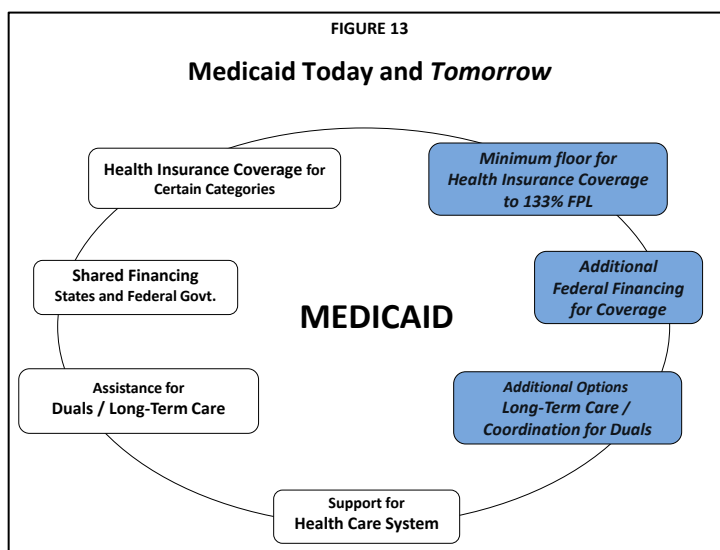 FIGURE 13
Medicaid Today and Tomorrow
Health Insurance Coverage for
Certain Categories
Minimum floor for
Health Insurance Coverage
to 133% FPL
Shared Financing
States and Federal Govt.
Additional
Federal Financing
for Coverage
MEDICAID
Assistance for
Duals / Long-Term Care
Additional Options
Long-Term Care /
Coordination for Duals
Support for
Health Care System